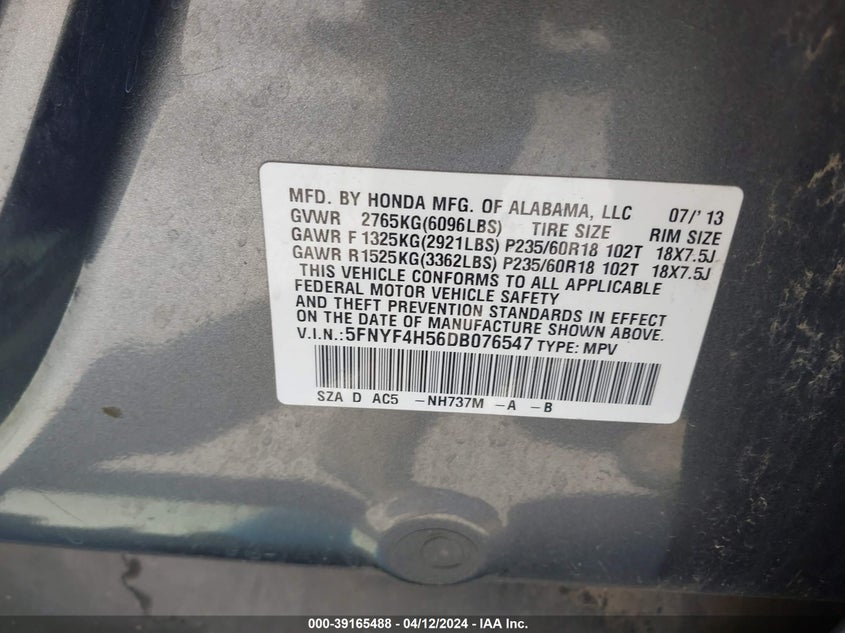 MFD. BY HONDA MFG. OF ALABAMA, LLC 07/'13
GVWR 2765KG(6096LBS) TIRE SIZE RIM SIZE
GAWR F 1325KG(2921LBS) P235/60R18 102T 18X7.5J
GAWR R1525KG(3362LBS) P235/60R18 102T 18X7.5J
THIS VEHICLE CONFORMS TO ALL APPLICABLE
FEDERAL MOTOR VEHICLE SAFETY
AND THEFT PREVENTION STANDARDS IN EFFECT
ON THE DATE OF MANUFACTURE SHOWN ABOVE.
V.I.N.:5FNYF4H56DB076547 TYPE: MPV
SZA D AC5 -NH737M -A -B
000-39165488 - 04/12/2024 - IAA Inc.